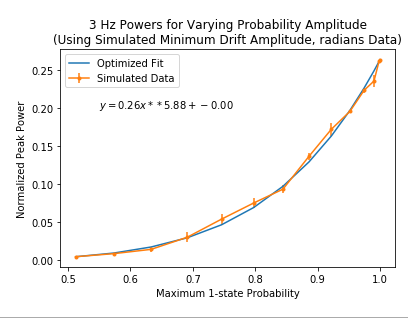 3 Hz Powers for Varying Probability Amplitude
(Using Simulated Minimum Drift Amplitude, radians Data)
Optimized Fit
Simulated Data
y = 0.26x * *5.88 + −0.00
Normalized Peak Power
0.25
0.20
0.15
0.10
0.05
0.00
0.5 0.6 0.7 0.8 0.9 1.0
Maximum 1-state Probability